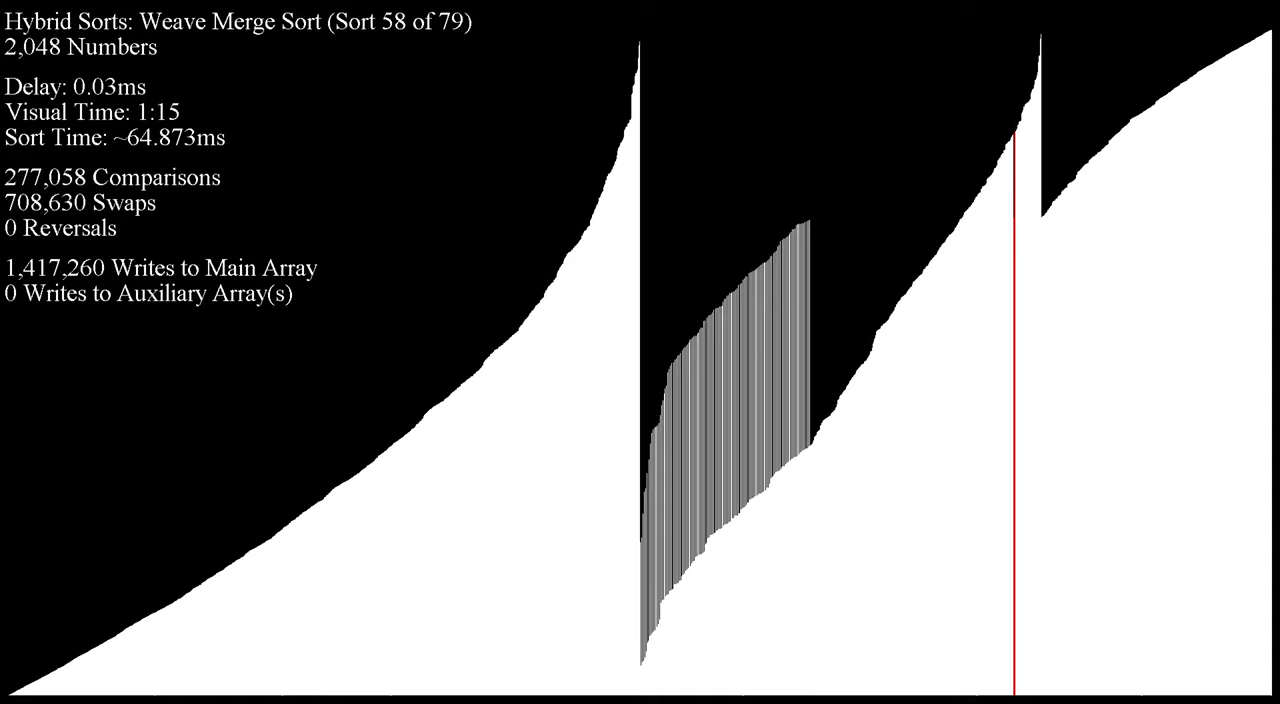 Hybrid Sorts: Weave Merge Sort (Sort 58 of 79)
2,048 Numbers
Delay: 0.03ms
Visual Time: 1:15
Sort Time: ~64.873ms
277,058 Comparisons
708,630 Swaps
0 Reversals
1,417,260 Writes to Main Array
0 Writes to Auxiliary Array(s)